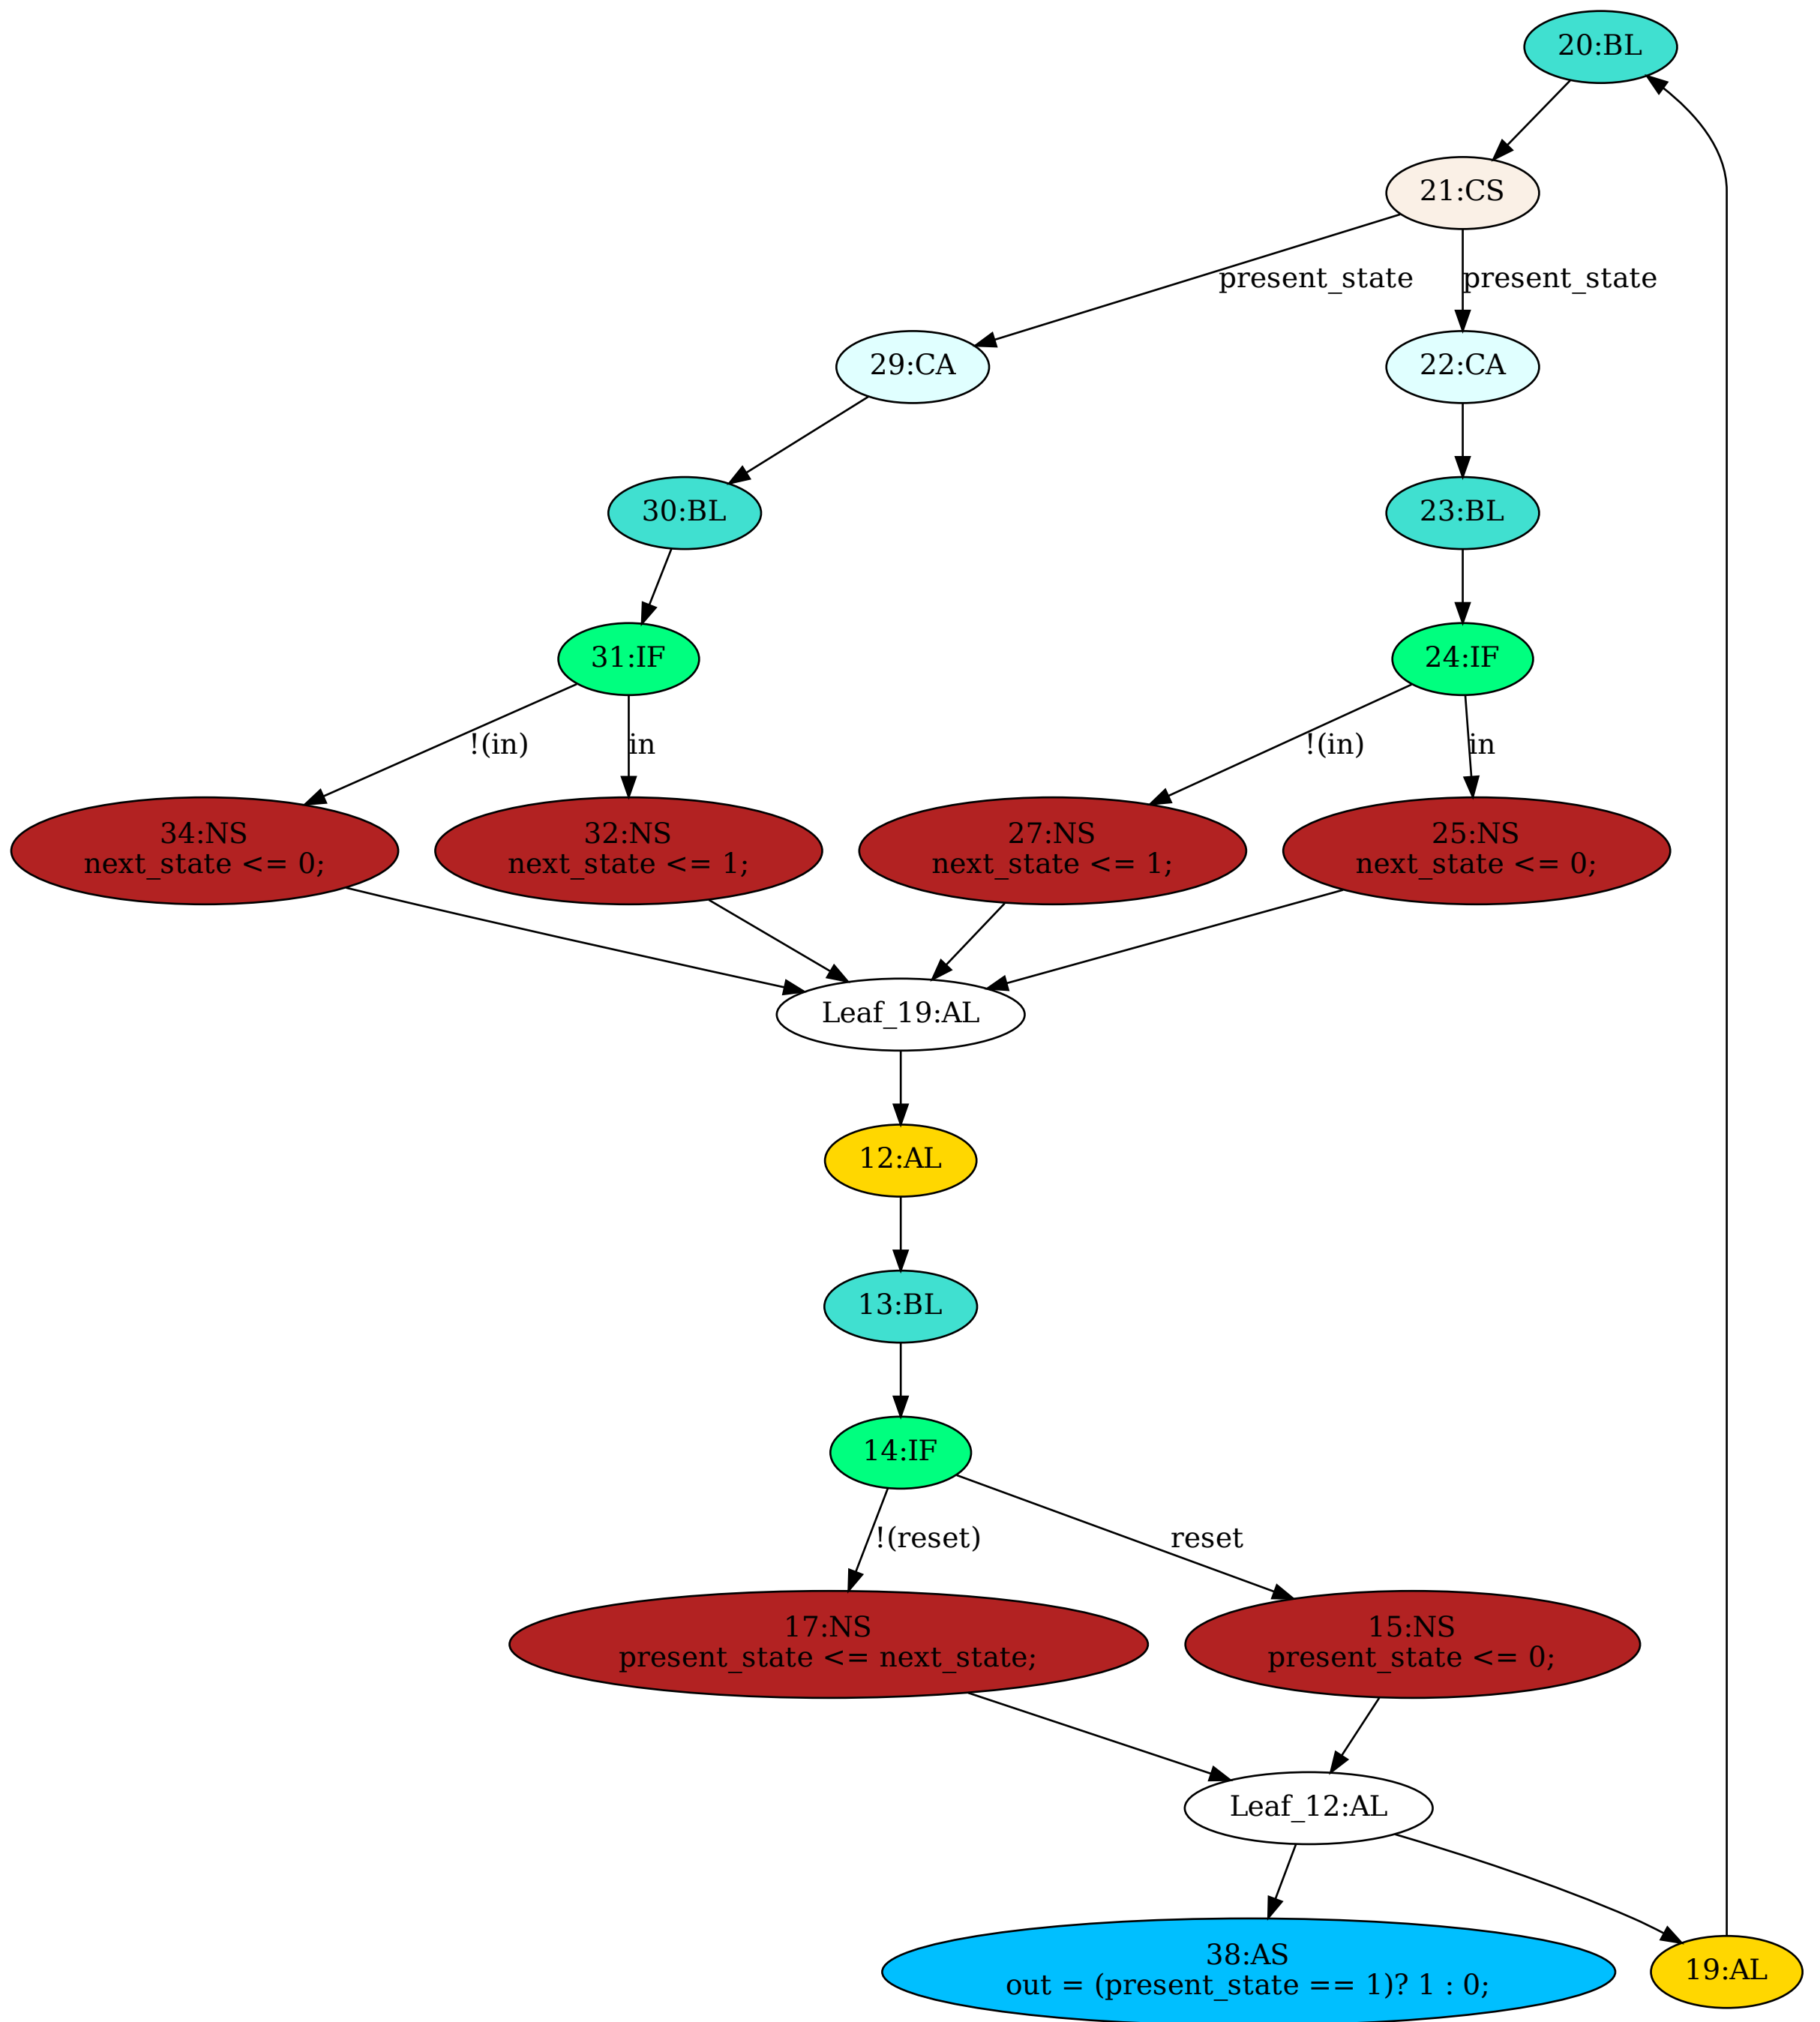 20:BL
21:CS
present_state
present_state
29:CA
22:CA
30:BL
23:BL
31:IF
24:IF
!(in)
in
!(in)
in
34:NS
next_state <= 0;
32:NS
next_state <= 1;
27:NS
next_state <= 1;
25:NS
next_state <= 0;
Leaf_19:AL
12:AL
13:BL
14:IF
!(reset)
reset
17:NS
present_state <= next_state;
15:NS
present_state <= 0;
Leaf_12:AL
38:AS
out = (present_state == 1)? 1 : 0;
19:AL